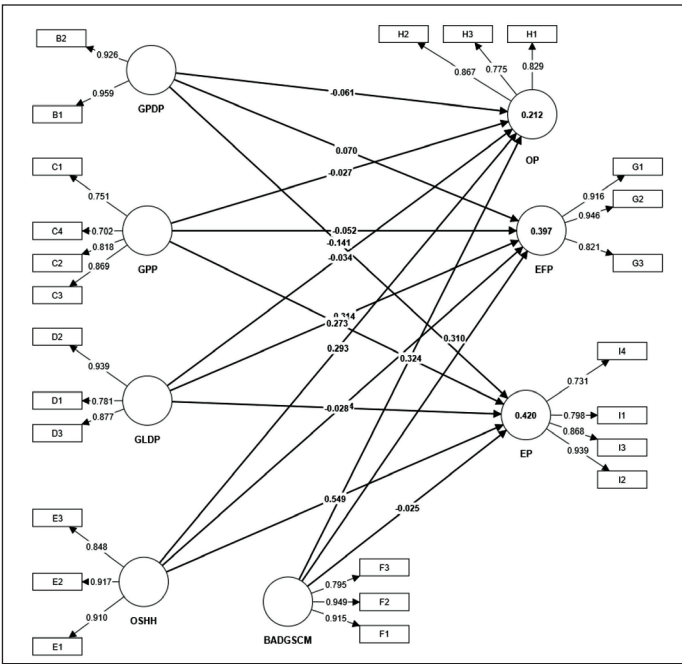 H2 H3 H1
B2
0.926
0.867 0.775 0.829
0.959
B1
GPDP
-0.061
0.212
OP
C1
0.070
-0.027
G1
0.751
0.916
G2
C4 0.702
-0.052
0.397
0.946
0.818
-0.141
C2
0.869
-0.034
0.821
G3
GPP
EFP
C3
0.314
0.273
D2
0.310
0.293
0.324
I4
0.939
0.731
D1 0.781
-0.028
0.420
0.798 I1
0.877
0.868
D3
GLDP
I3
EP
0.939
I2
E3
0.549
-0.025
0.848
F3
E2 0.917
0.795
0.949 F2
0.910
OSHH
0.915
BADGSCM
F1
E1